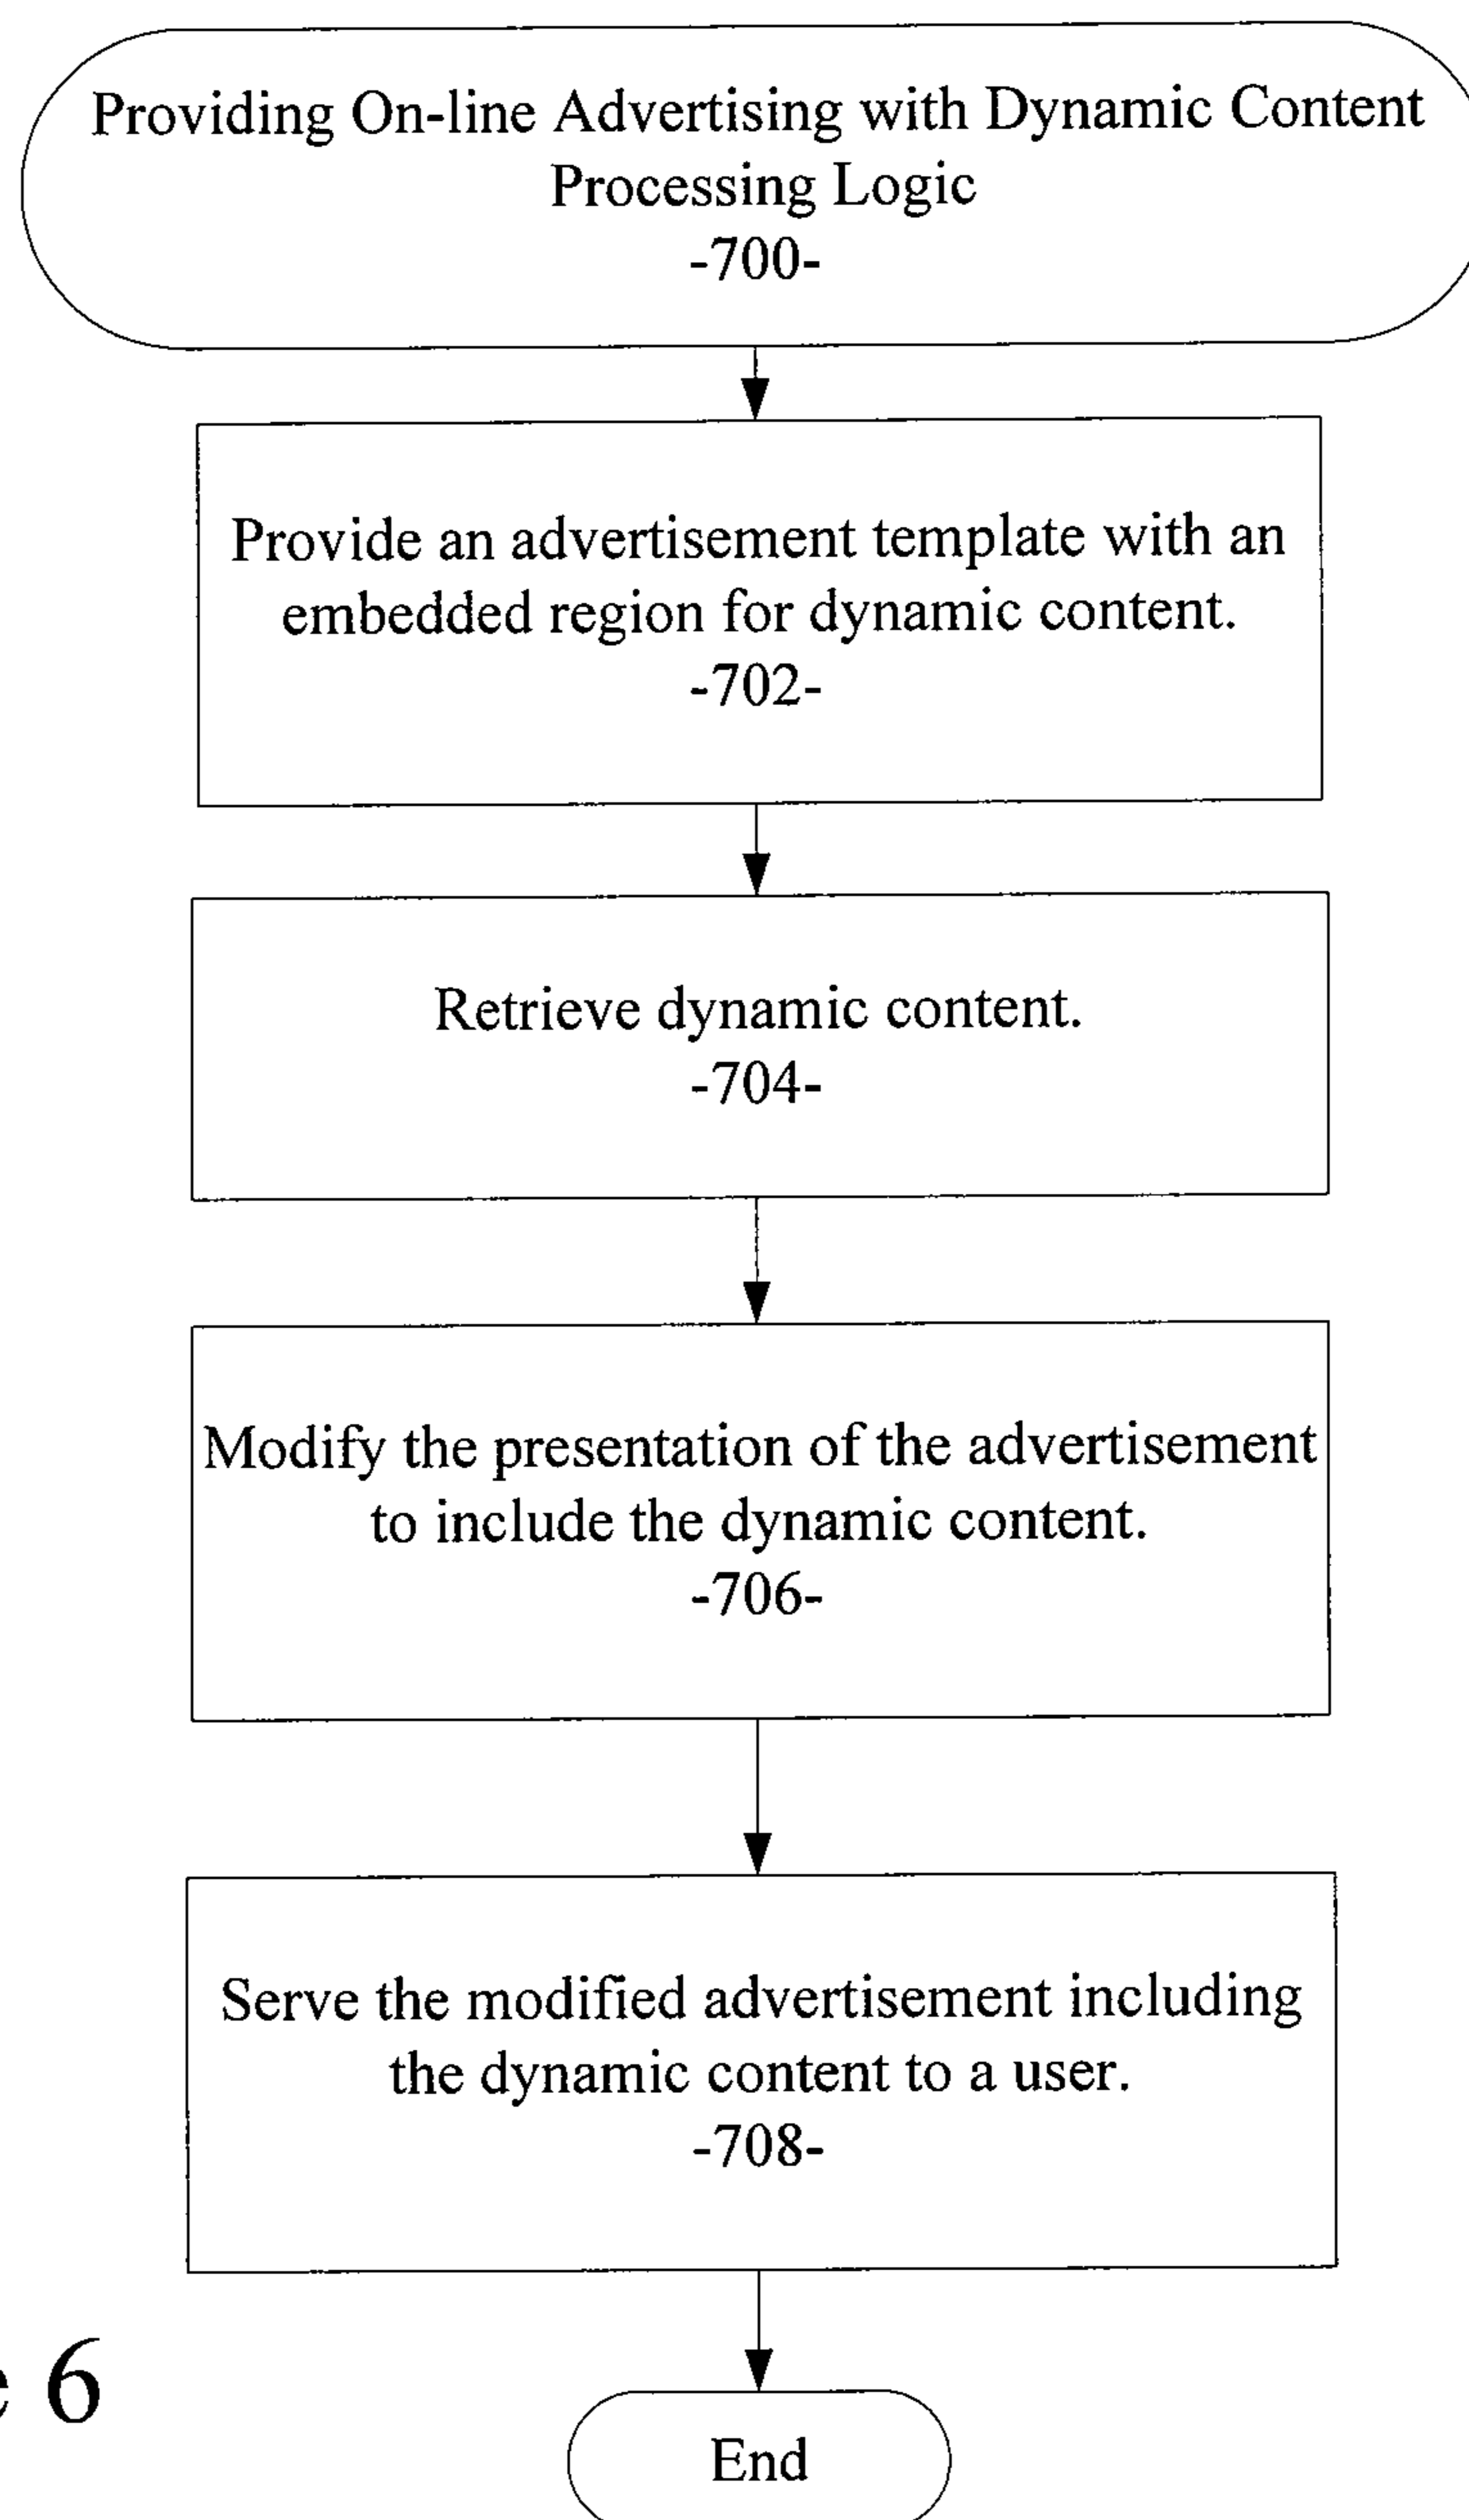 Providing On-line Advertising with Dynamic Content
Processing Logic
-700-
Provide an advertisement template with an
embedded region for dynamic content.
-702-
Retrieve dynamic content.
-704-
Modify the presentation of the advertisement
to include the dynamic content.
-706-
Serve the modified advertisement including
the dynamic content to a user.
-708-
e 6
End